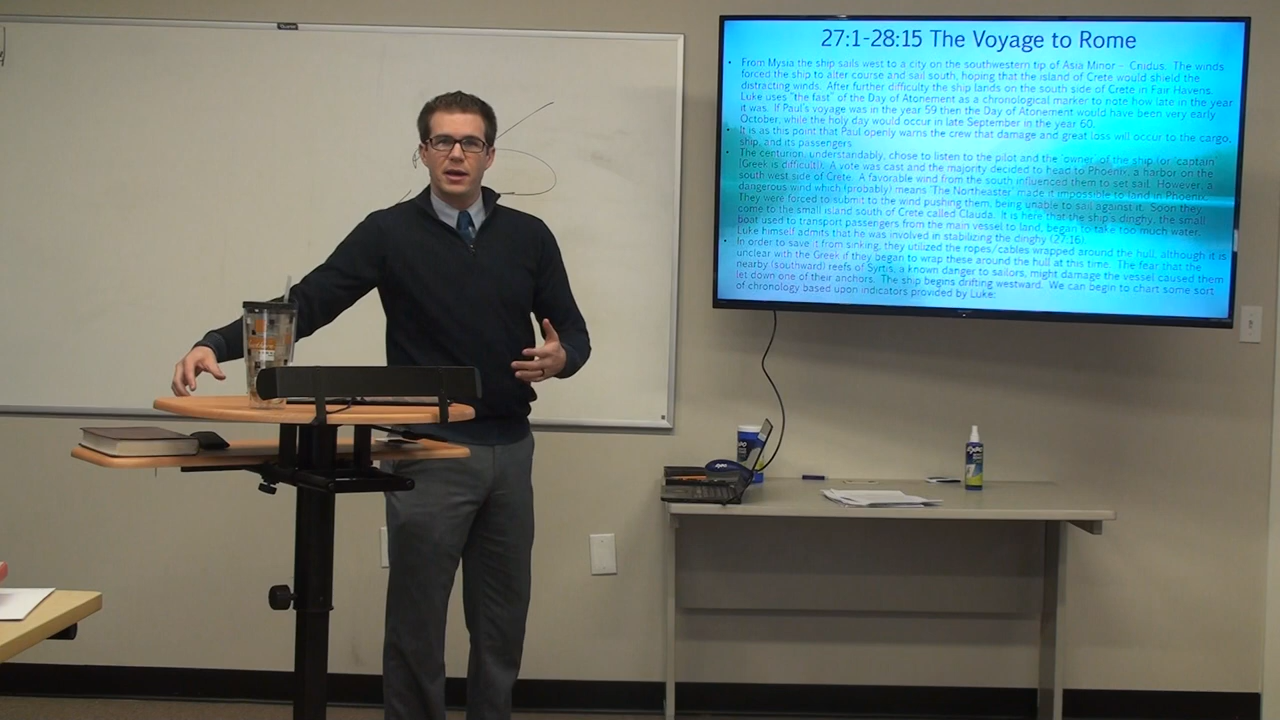 27:1-28:15 The Voyage to Rome
• From Mysia the ship sails west to a city on the southwestern tip of Asia Minor – Cnidus. The winds
forced the ship to alter course and sail south, hoping that the island of Crete would shield the
distracting winds. After further difficulty the ship lands on the south side of Crete in Fair Havens.
Luke uses "the fast" of the Day of Atonement as a chronological marker to note how late in the year
it was. If Paul's voyage was in the year 59 then the Day of Atonement would have been very early
October, while the holy day would occur in late September in the year 60.
• It is as this point that Paul openly warns the crew that damage and great loss will occur to the cargo,
ship, and its passengers.
• The centurion, understandably, chose to listen to the pilot and the 'owner' of the ship (or 'captain'
[Greek is difficult]). A vote was cast and the majority decided to head to Phoenix, a harbor on the
south west side of Crete. A favorable wind from the south influenced them to set sail. However, a
dangerous wind which (probably) means 'The Northeaster' made it impossible to land in Phoenix.
They were forced to submit to the wind pushing them, being unable to sail against it. Soon they
come to the small island south of Crete called Clauda. It is here that the ship's dinghy, the small
boat used to transport passengers from the main vessel to land, began to take too much water.
Luke himself admits that he was involved in stabilizing the dinghy (27:16).
• In order to save it from sinking, they utilized the ropes/cables wrapped around the hull, although it is
unclear with the Greek if they began to wrap these around the hull at this time. The fear that the
nearby (southward) reefs of Syrtis, a known danger to sailors, might damage the vessel caused them
let down one of their anchors. The ship begins drifting westward. We can begin to chart some sort
of chronology based upon indicators provided by Luke: